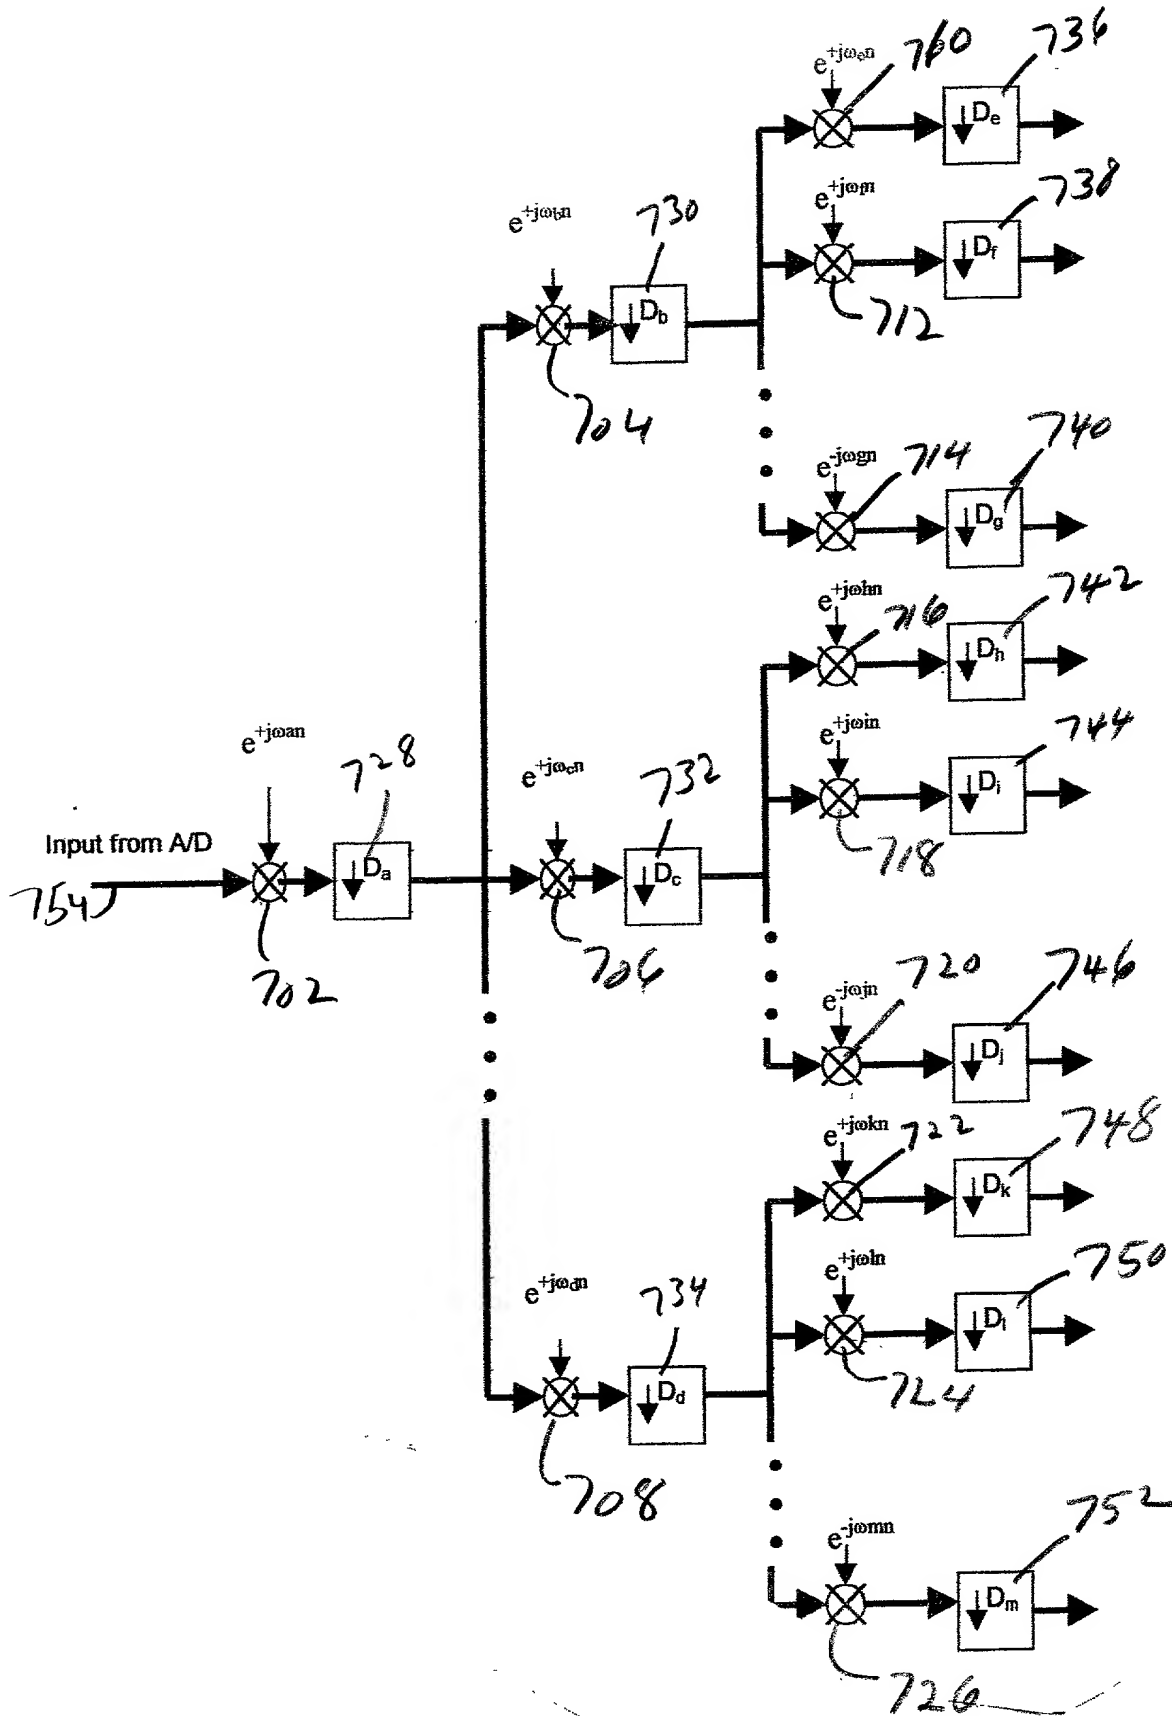 e+jωen 760 736
↓ De
e+jωfn 738
↓ Df
712
e+jωbn 730
↓ Db
704
e-jωgn 714 740
↓ Dg
e+jωhn 716 742
↓ Dh
e+jωin 744
↓ Di
718
e+jωan 728
e+jωcn 732
Input from A/D
↓ Da
↓ Dc
754
702
706
e-jωjn 720 746
↓ Dj
e+jωkn 722 748
↓ Dk
e+jωln 750
↓ Dl
724
e+jωdn 734
↓ Dd
708
e-jωmn 752
↓ Dm
726